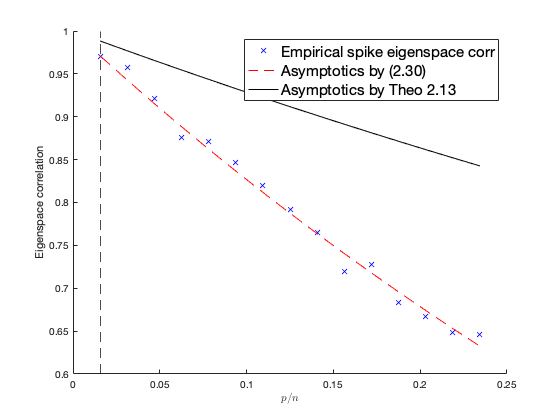 1
0.95
0.9
0.85
0.8
0.75
0.7
0.65
0.6
Eigenspace correlation
Empirical spike eigenspace corr
Asymptotics by (2.30)
Asymptotics by Theo 2.13
0 0.05 0.1 0.15 0.2 0.25
p/n